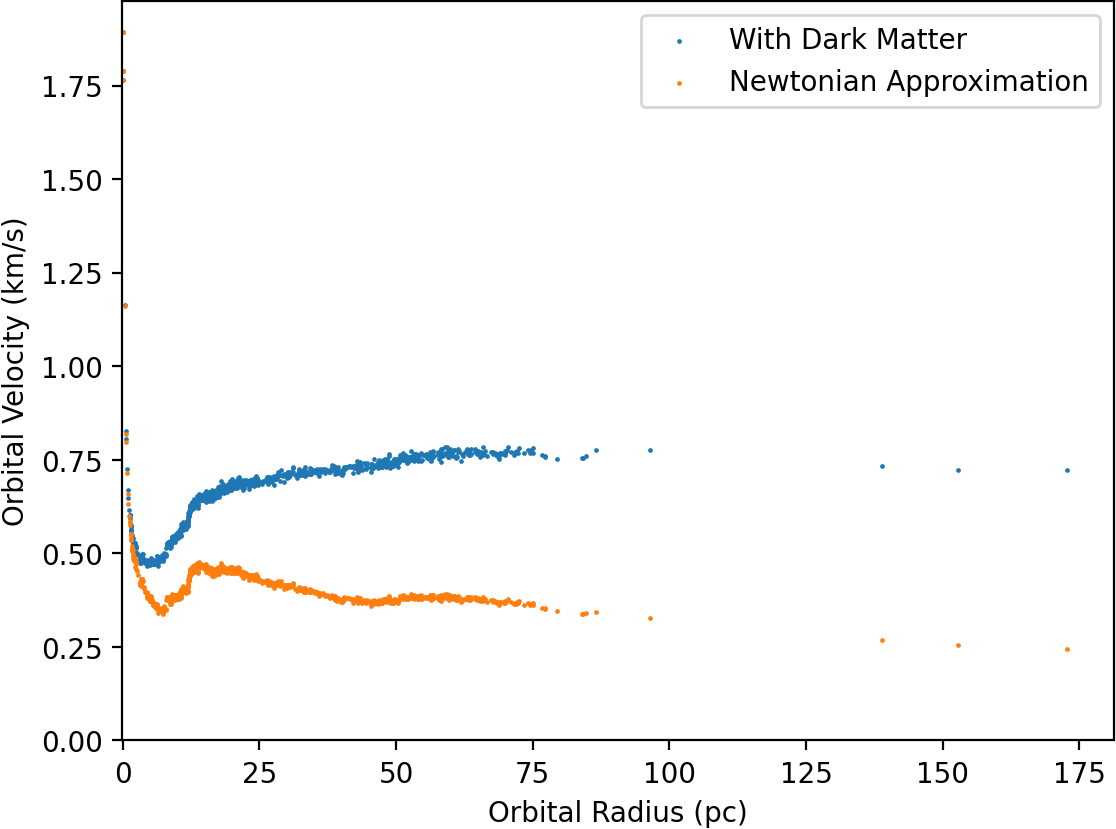 With Dark Matter
Newtonian Approximation
1.75
1.50
1.25
1.00
0.75
0.50
0.25
0.00
Orbital Velocity (km/s)
0 25 50 75 100 125 150 175
Orbital Radius (pc)